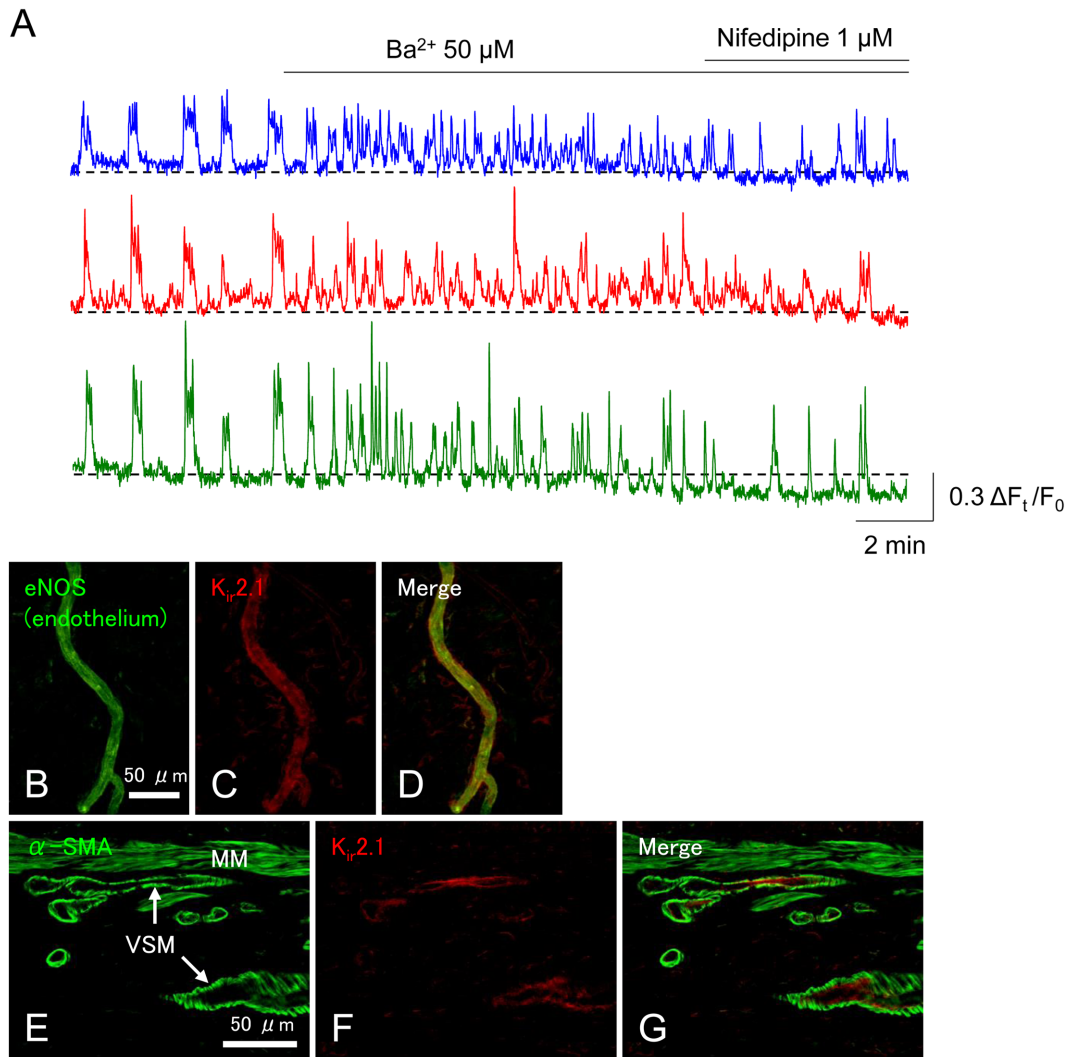 A
Ba²⁺ 50 µM
Nifedipine 1 µM
0.3 ΔFₜ/F₀
2 min
eNOS
(endothelium)
Kᵢᵣ2.1
Merge
B
50 μm
C
D
α-SMA
MM
Kᵢᵣ2.1
Merge
VSM
E
50 μm
F
G